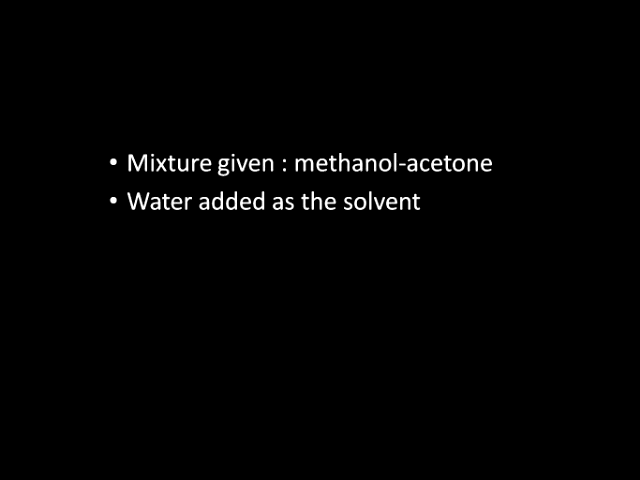 • Mixture given : methanol-acetone
• Water added as the solvent